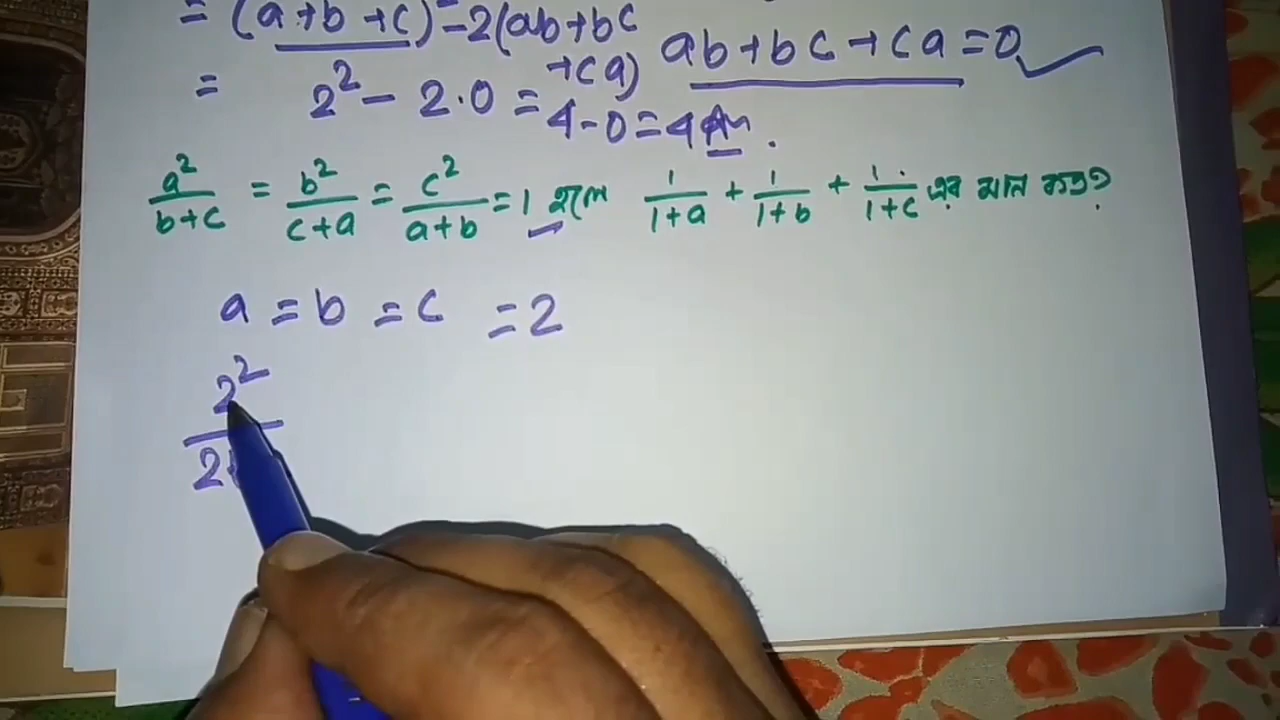 = (a+b+c)² - 2(ab+bc
+ca) ab+bc+ca=0
= 2² - 2.0 = 4-0=4 An.
a²/b+c = b²/c+a = c²/a+b = 1 হলে 1/1+a + 1/1+b + 1/1+c এর মান কত?
a = b = c = 2
2²/2